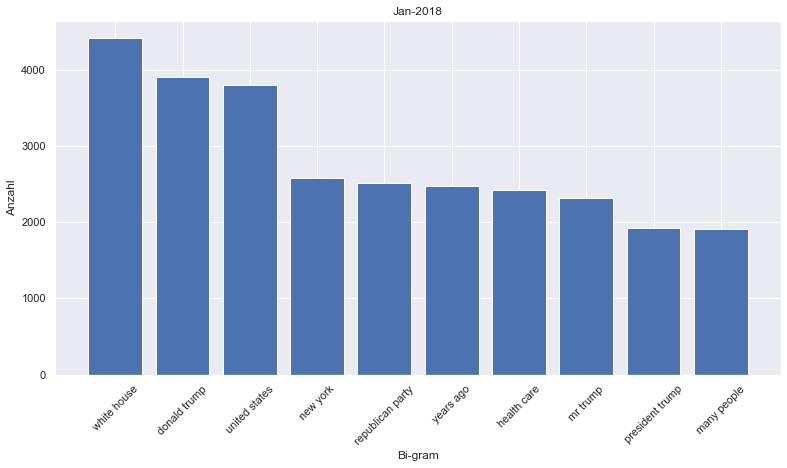 Jan-2018
Anzahl
4000
3000
2000
1000
0
white house
donald trump
united states
new york
republican party
years ago
health care
mr trump
president trump
many people
Bi-gram